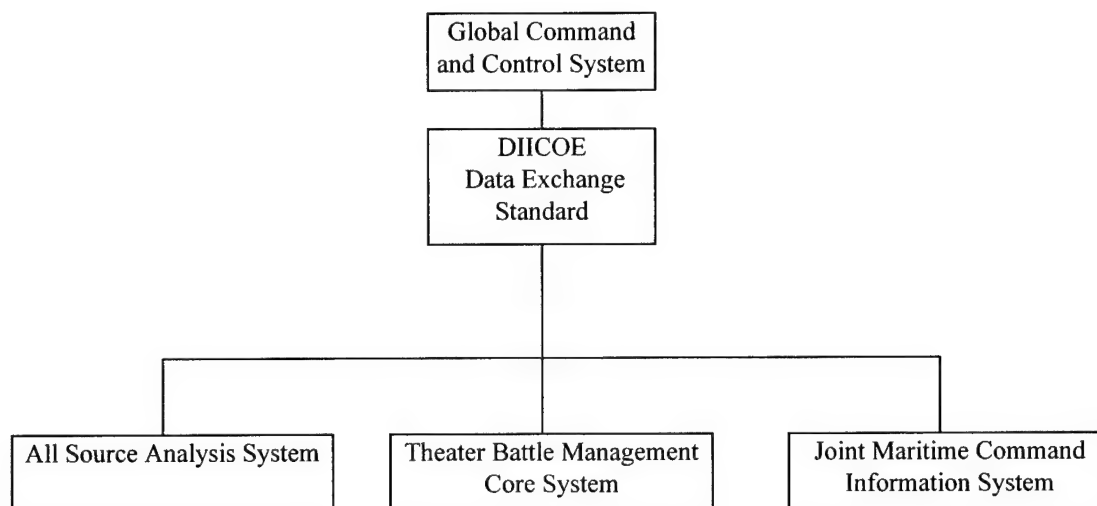 Global Command
and Control System
DIICOE
Data Exchange
Standard
All Source Analysis System
Theater Battle Management
Core System
Joint Maritime Command
Information System